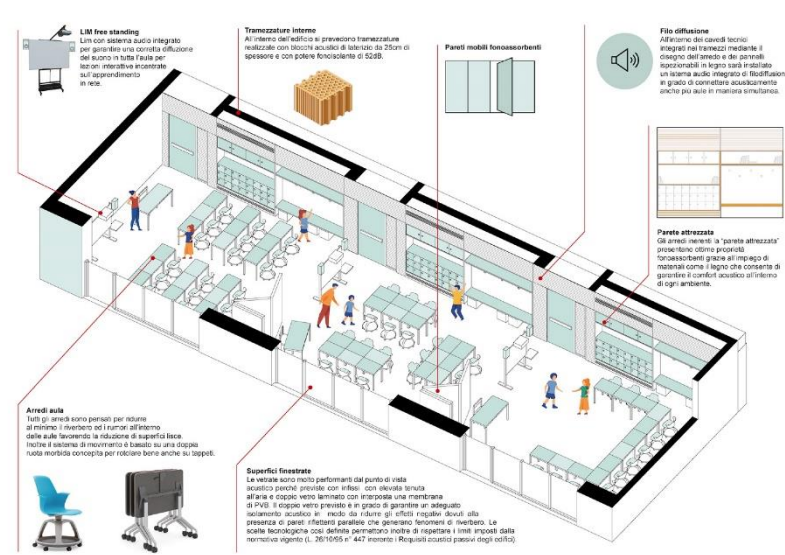 LIM free standing
Lim con sistema audio integrato
per garantire una corretta diffuzione
del suono in tutta l'aula per
lezioni interattive incentrate
sull'apprendimento
in rete.
Tramezzature interne
All'interno dell'edificio si prevedono tramezzature
realizzate con blocchi acustici di laterizio da 25cm di
spessore e con potere fonoisolante di 52dB.
Pareti mobili fonoassorbenti
Filo diffusione
All'interno dei cavedi tecnici
integrati nei tramezzi mediante il
disegno dell'arredo e dei pannelli
ispezionabili in legno sarà installato
un istema audio integrato di filodiffusion
in grado di connettere acusticamente
anche più aule in maniera simultanea.
Parete attrezzata
Gli arredi inerenti la "parete attrezzata"
presentano ottime proprietà
fonoassorbenti grazie all'impiego di
materiali come il legno che consente di
garantire il comfort acustico all'interno
di ogni ambiente.
Arredi aula
Tutti gli arredi sono pensati per ridurre
al minimo il riverbero ed i rumori all'interno
delle aule favorendo la riduzione di superfici lisce.
Inoltre il sistema di movimento è basato su una doppia
ruota morbida concepita per rotolare bene anche su tappeti.
Superfici finestrate
Le vetrate sono molto performanti dal punto di vista
acustico perchè previste con infissi con elevata tenuta
all'aria e doppio vetro laminato con interposta una membrana
di PVB. Il doppio vetro previsto è in grado di garantire un adeguato
isolamento acustico in modo da ridurre gli effetti negativi dovuti alla
presenza di pareti riflettenti parallele che generano fenomeni di riverbero. Le
scelte tecnologiche così definite permettono inoltre di rispettare i limiti imposti dalla
normativa vigente (L. 26/10/95 n° 447 inerente i Requisiti acustici passivi degli edifici).